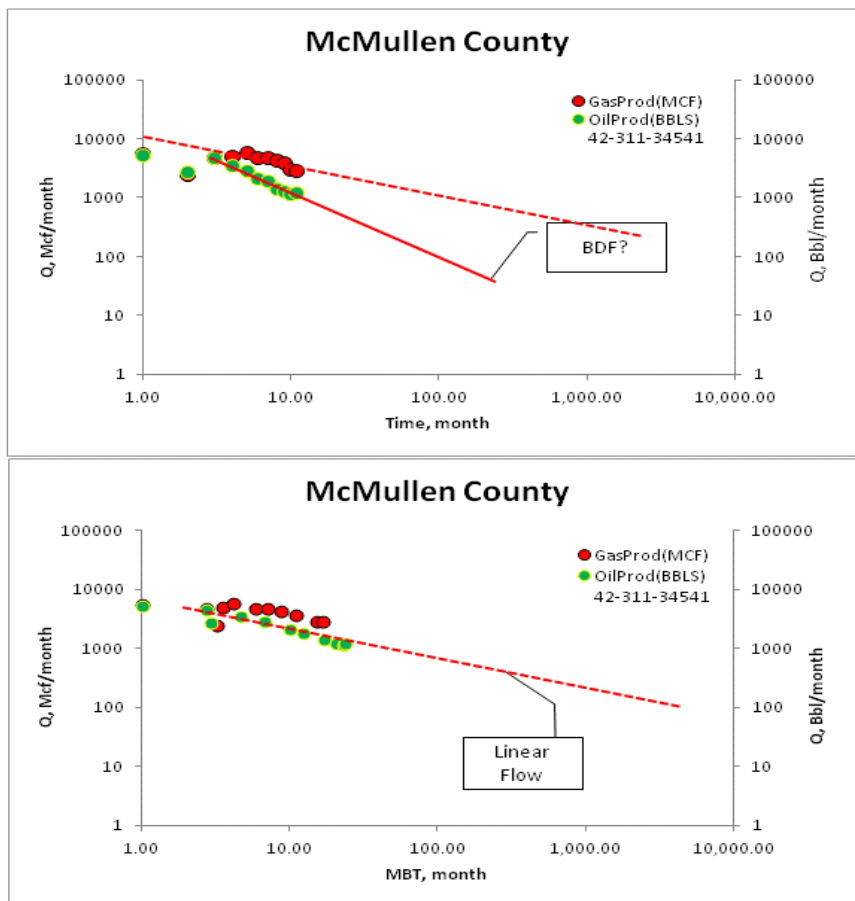 McMullen County
100000
10000
1000
100
10
1
Q, Mcf/month
100000
10000
1000
100
10
1
Q, Bbl/month
GasProd(MCF)
OilProd(BBLS)
42-311-34541
BDF?
1.00
10.00
100.00
1,000.00
10,000.00
Time, month
McMullen County
100000
10000
1000
100
10
1
Q, Mcf/month
100000
10000
1000
100
10
1
Q, Bbl/month
GasProd(MCF)
OilProd(BBLS)
42-311-34541
Linear
Flow
1.00
10.00
100.00
1,000.00
10,000.00
MBT, month